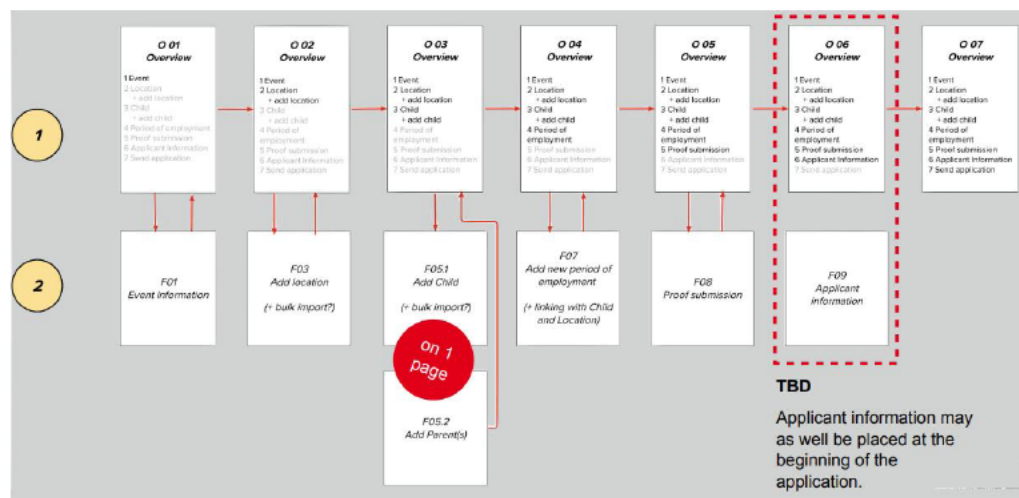 O 01
Overview
1 Event
2 Location
+ add location
3 Child
+ add child
4 Period of employment
5 Proof submission
6 Applicant Information
7 Send application
O 02
Overview
1 Event
2 Location
+ add location
3 Child
+ add child
4 Period of
employment
5 Proof submission
6 Applicant Information
7 Send application
O 03
Overview
1 Event
2 Location
+ add location
3 Child
+ add child
4 Period of
employment
5 Proof submission
6 Applicant Information
7 Send application
O 04
Overview
1 Event
2 Location
+ add location
3 Child
+ add child
4 Period of
employment
5 Proof submission
6 Applicant Information
7 Send application
O 05
Overview
1 Event
2 Location
+ add location
3 Child
+ add child
4 Period of
employment
5 Proof submission
6 Applicant Information
7 Send application
O 06
Overview
1 Event
2 Location
+ add location
3 Child
+ add child
4 Period of
employment
5 Proof submission
6 Applicant Information
7 Send application
O 07
Overview
1 Event
2 Location
+ add location
3 Child
+ add child
4 Period of
employment
5 Proof submission
6 Applicant Information
7 Send application
1
2
F01
Event information
F03
Add location
(+ bulk import?)
F05.1
Add Child
(+ bulk import?)
on 1
page
F05.2
Add Parent(s)
F07
Add new period of
employment
(+ linking with Child
and Location)
F08
Proof submission
F09
Applicant
information
TBD
Applicant information may
as well be placed at the
beginning of the
application.